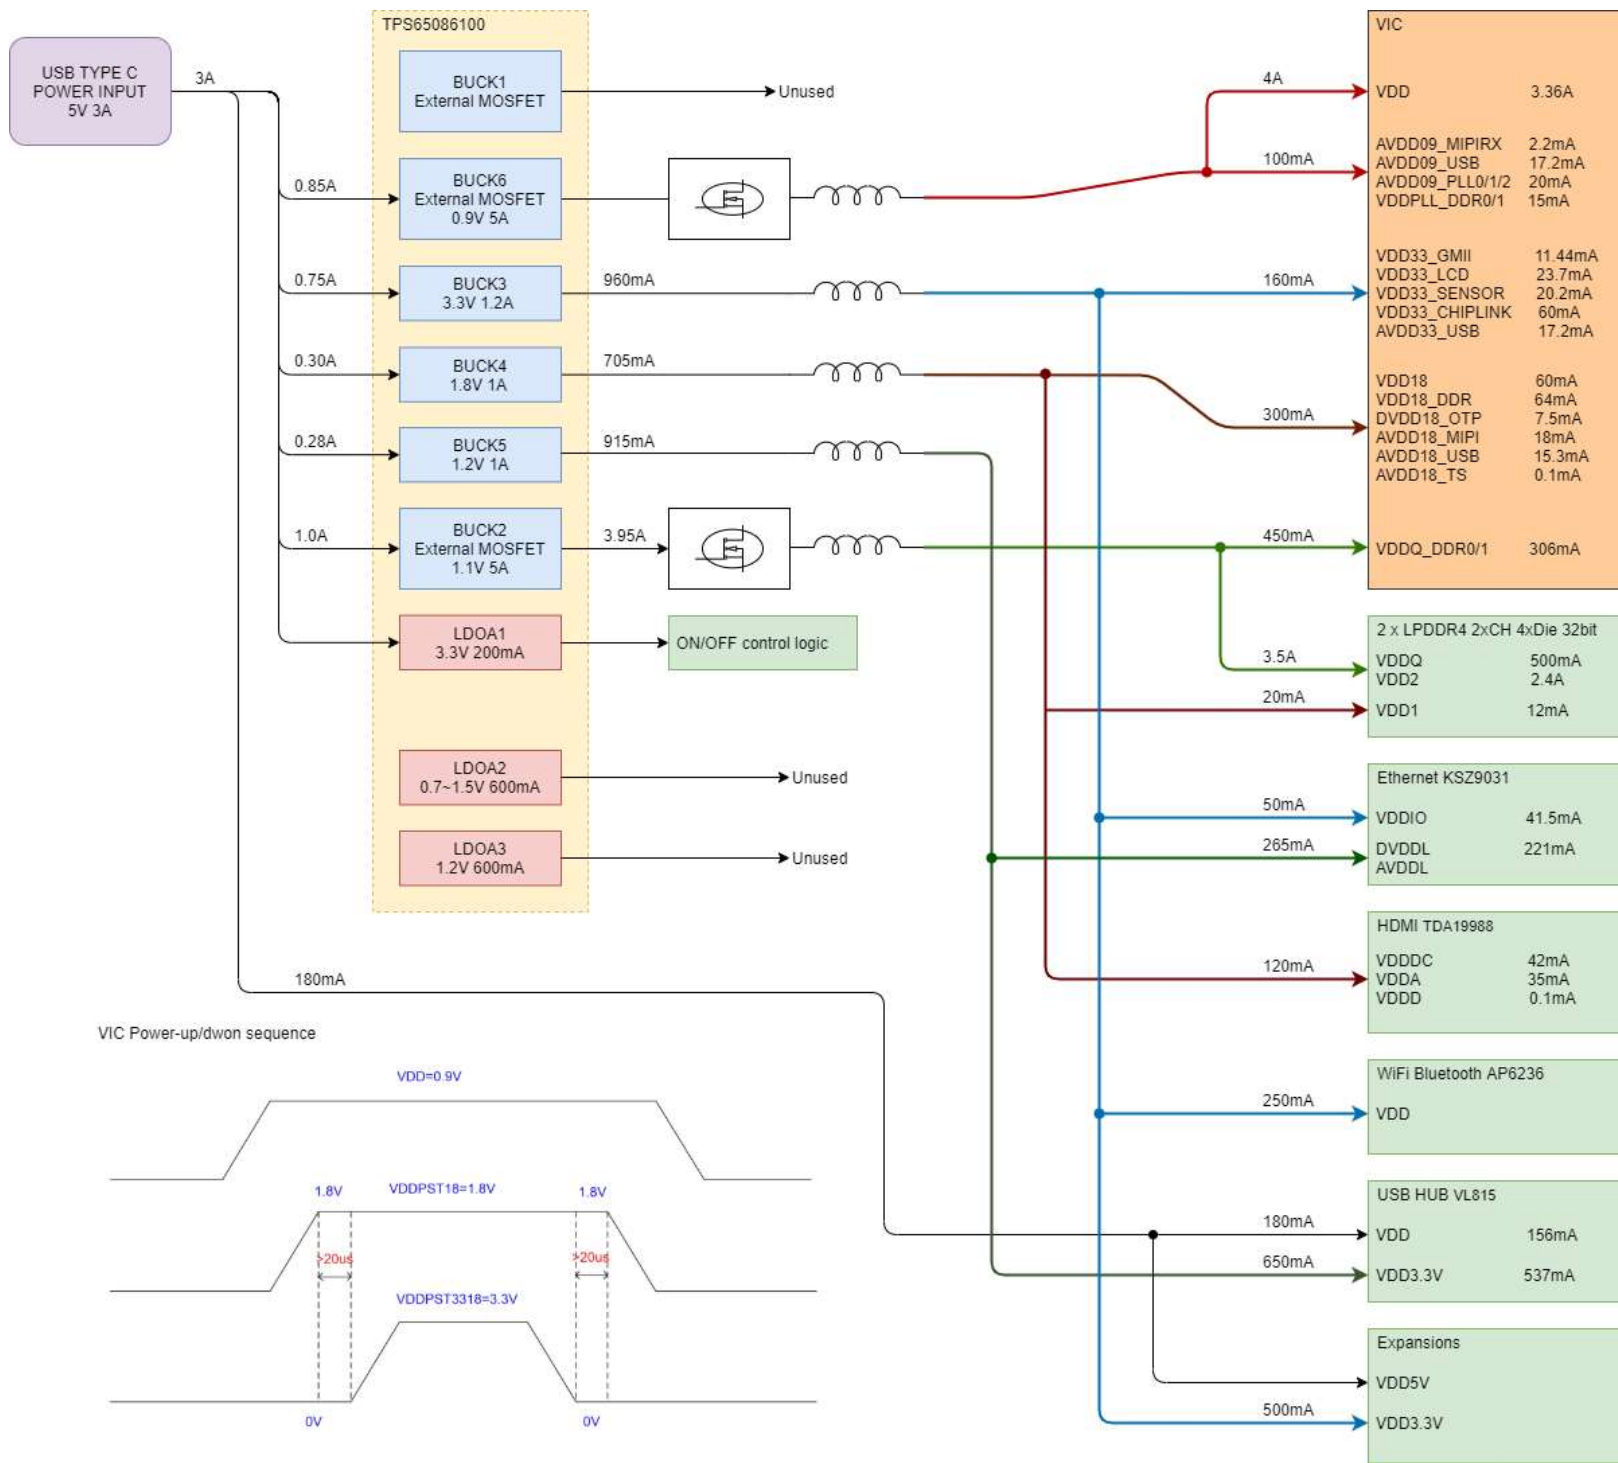 TPS65086100
VIC
USB TYPE C
POWER INPUT
5V 3A
3A
BUCK1
External MOSFET
Unused
4A
VDD 3.36A
0.85A
BUCK6
External MOSFET
0.9V 5A
100mA
AVDD09_MIPIRX 2.2mA
AVDD09_USB 17.2mA
AVDD09_PLL0/1/2 20mA
VDDPLL_DDR0/1 15mA
0.75A
BUCK3
3.3V 1.2A
960mA
160mA
VDD33_GMII 11.44mA
VDD33_LCD 23.7mA
VDD33_SENSOR 20.2mA
VDD33_CHIPLINK 60mA
AVDD33_USB 17.2mA
0.30A
BUCK4
1.8V 1A
705mA
300mA
VDD18 60mA
VDD18_DDR 64mA
DVDD18_OTP 7.5mA
AVDD18_MIPI 18mA
AVDD18_USB 15.3mA
AVDD18_TS 0.1mA
0.28A
BUCK5
1.2V 1A
915mA
1.0A
BUCK2
External MOSFET
1.1V 5A
3.95A
450mA
VDDQ_DDR0/1 306mA
LDOA1
3.3V 200mA
ON/OFF control logic
2 x LPDDR4 2xCH 4xDie 32bit
3.5A
VDDQ 500mA
VDD2 2.4A
20mA
VDD1 12mA
LDOA2
0.7~1.5V 600mA
Unused
Ethernet KSZ9031
50mA
VDDIO 41.5mA
265mA
DVDDL 221mA
AVDDL
LDOA3
1.2V 600mA
Unused
HDMI TDA19988
120mA
VDDDC 42mA
VDDA 35mA
VDDD 0.1mA
180mA
WiFi Bluetooth AP6236
250mA
VDD
USB HUB VL815
180mA
VDD 156mA
650mA
VDD3.3V 537mA
Expansions
VDD5V
500mA
VDD3.3V
VIC Power-up/dwon sequence
VDD=0.9V
1.8V
VDDPST18=1.8V
1.8V
>20us
>20us
VDDPST3318=3.3V
0V
0V